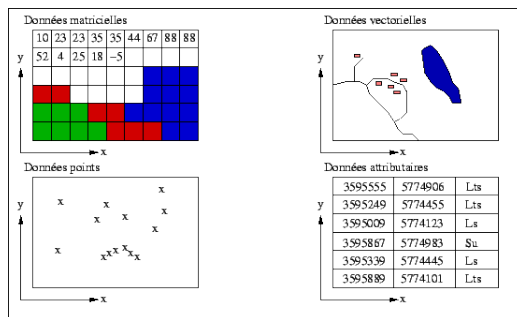 Données matricielles
10 23 23 35 35 44 67 88 88
52 4 25 18 -5
y
x
Données vectorielles
y
x
Données points
y
x x x x x x x x x x x x x
x
Données attributaires
3595555 5774906 Lts
3595249 5774455 Lts
3595009 5774123 Ls
3595867 5774983 Su
3595339 5774445 Ls
3595889 5774101 Lts
y
x